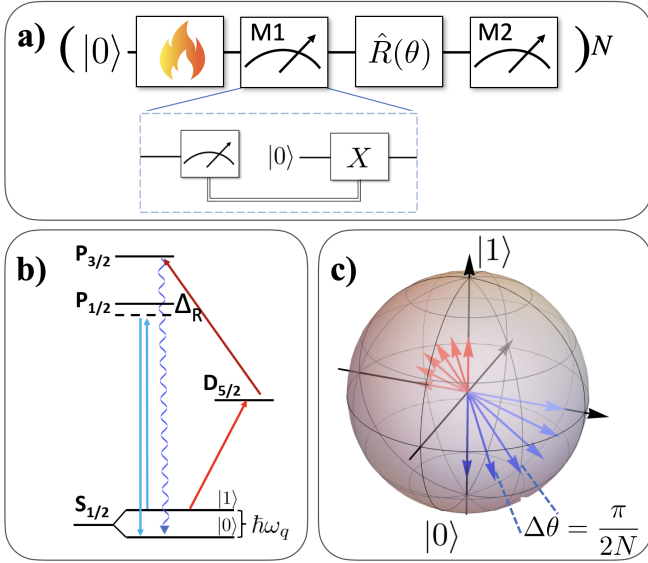 a) ( |0⟩ M1 R̂(θ) M2 )N
|0⟩ X
b)
P3/2
P1/2
ΔR
D5/2
S1/2
|1⟩
|0⟩
ħωq
c)
|1⟩
|0⟩
Δθ̇ = π/2N